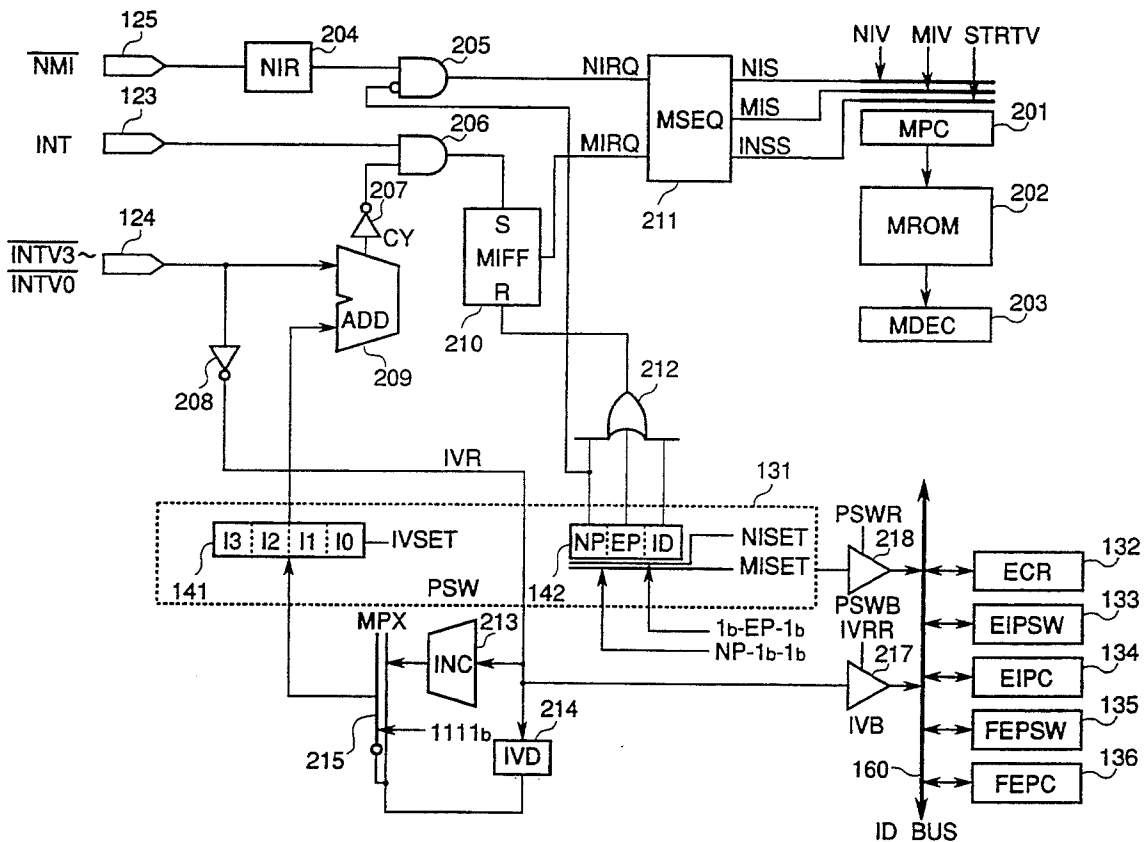 125
204
205
NIV MIV STRTV
NMI
NIR
NIRQ
NIS
MSEQ
MIS
MPC
201
123
206
INT
MIRQ
INSS
211
207
CY
S
MIFF
R
210
MROM
202
124
INTV3~
INTV0
ADD
209
MDEC
203
208
212
IVR
131
I3 I2 I1 I0
IVSET
141
NP EP ID
NISET
MISET
142
PSW
PSWR
218
PSWB
ECR
132
IVRR
217
IVB
EIPSW
133
MPX
213
INC
1b-EP-1b
NP-1b-1b
EIPC
134
1111b
214
IVD
215
FEPSW
135
160
FEPC
136
ID BUS